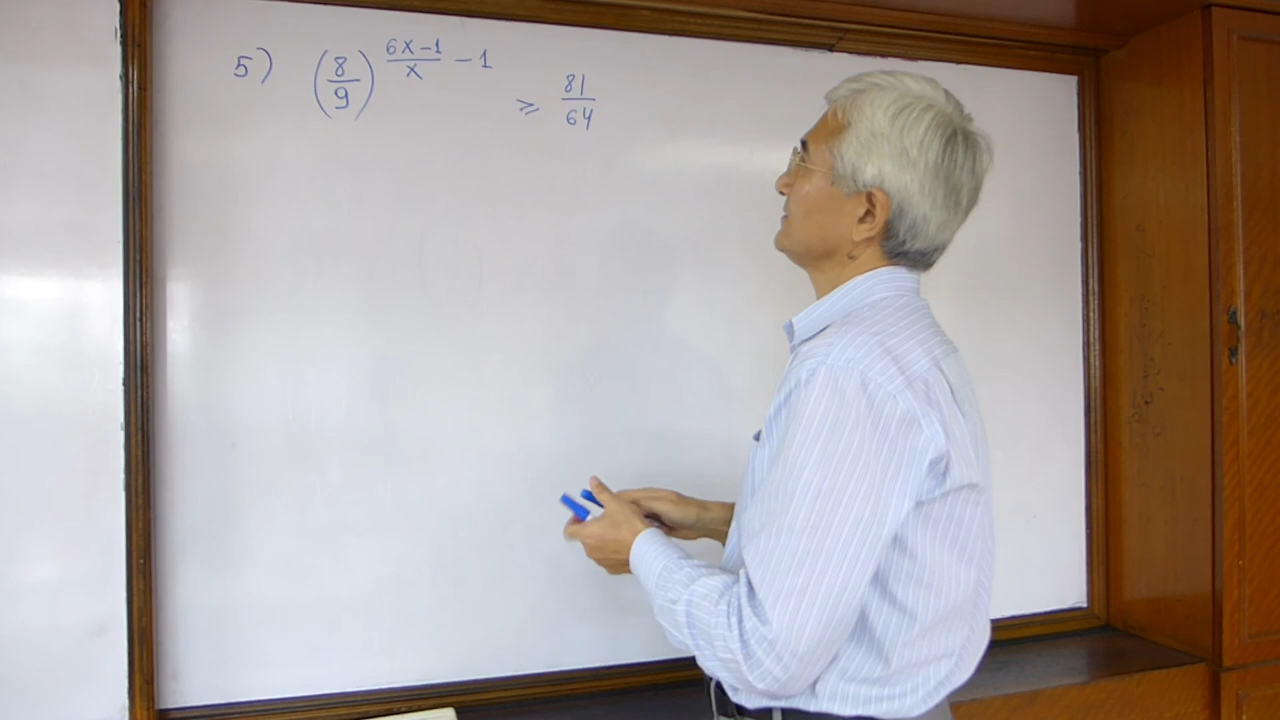 5) (8/9)^((6x-1)/x - 1) ⩾ 81/64